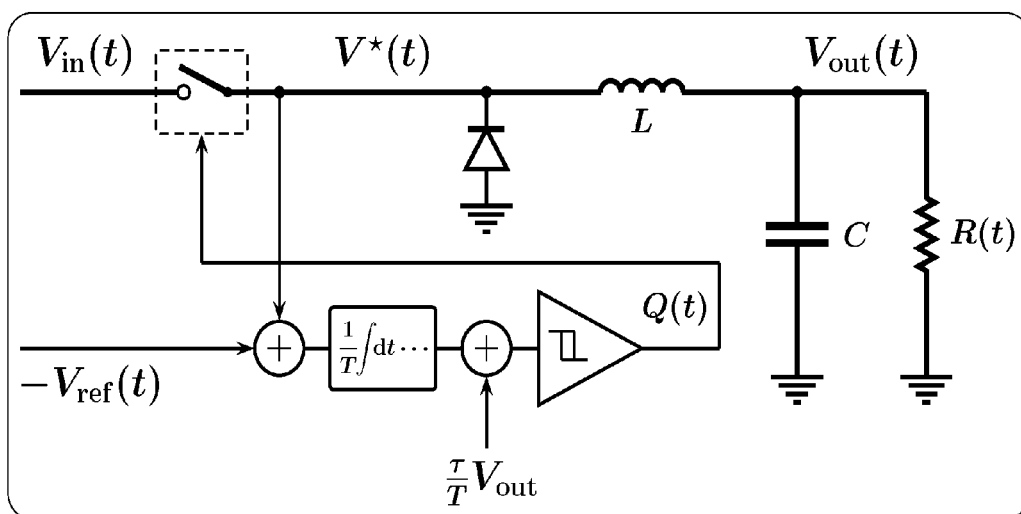 V_in(t)
V*(t)
V_out(t)
L
C
R(t)
Q(t)
+
1/T ∫dt ···
+
−V_ref(t)
τ/T V_out